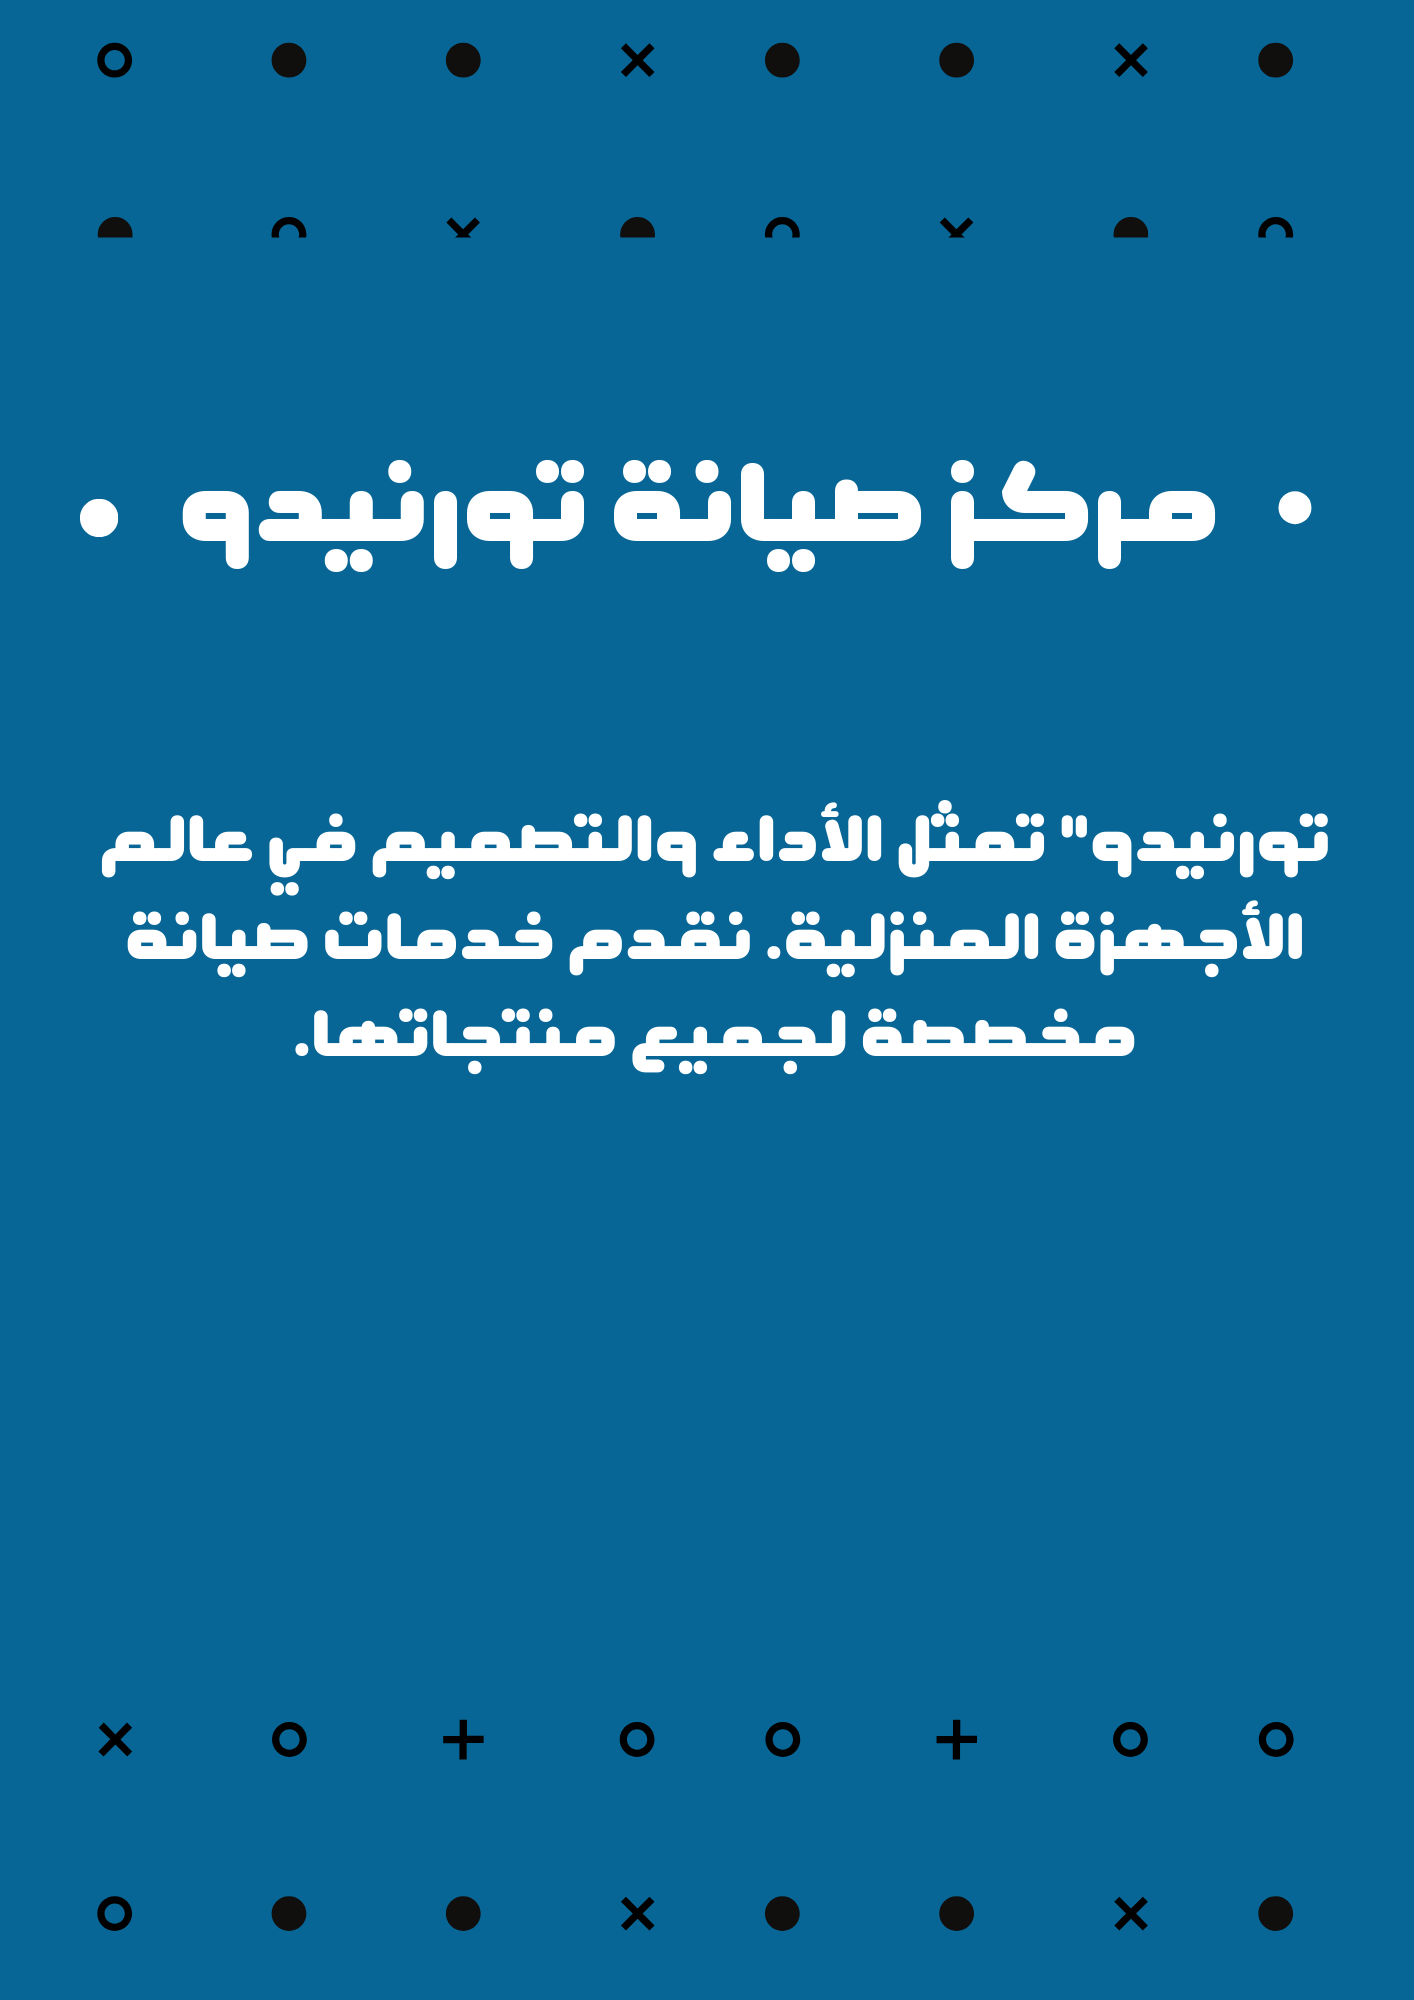 مركز صيانة تورنيدو
تورنيدو" تمثل الأداء والتصميم في عالم
الأجهزة المنزلية. نقدم خدمات صيانة
مخصصة لجميع منتجاتها.